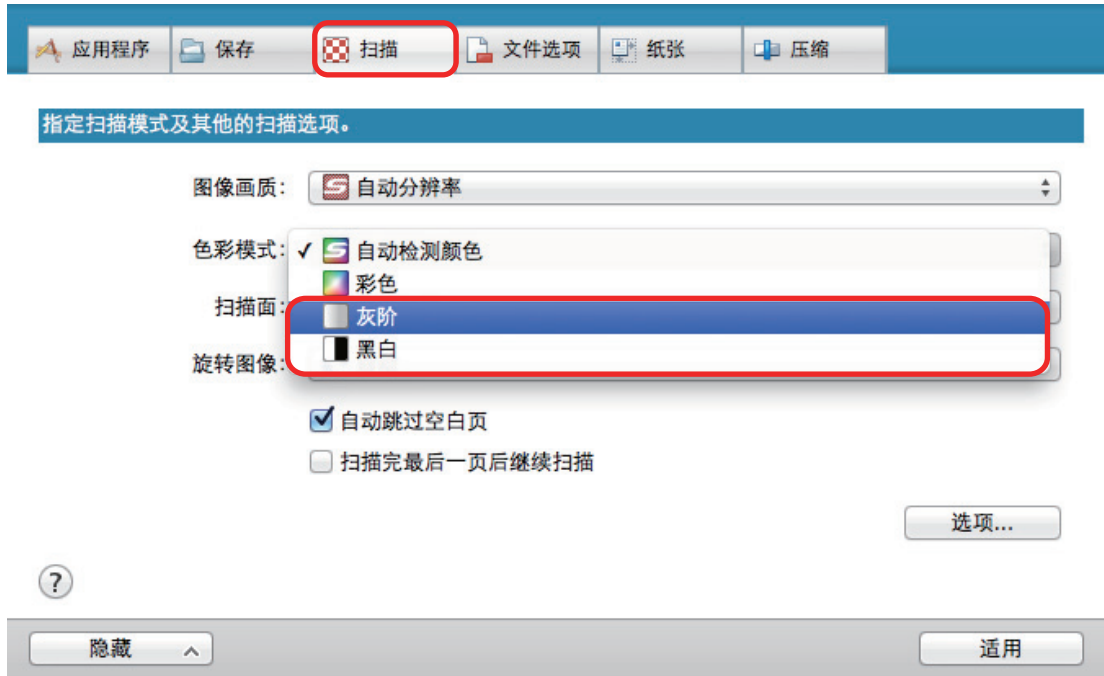 应用程序 保存 扫描 文件选项 纸张 压缩
指定扫描模式及其他的扫描选项。
图像画质: 自动分辨率
色彩模式: ✓ 自动检测颜色
彩色
扫描面: 灰阶
黑白
旋转图像:
自动跳过空白页
扫描完最后一页后继续扫描
选项...
?
隐藏 适用